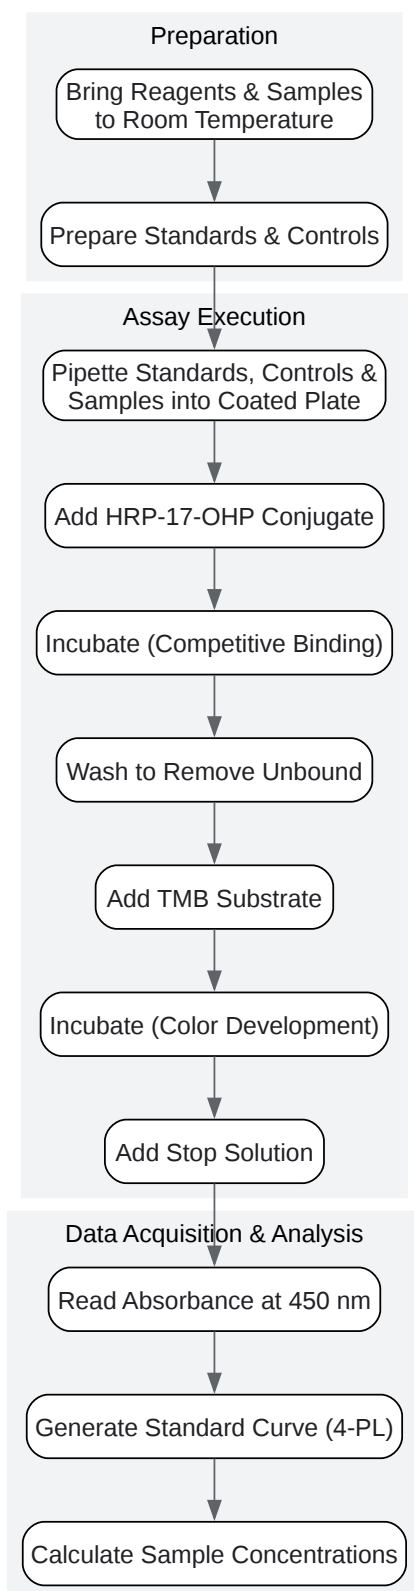 Preparation
Bring Reagents & Samples
to Room Temperature
Prepare Standards & Controls
Assay Execution
Pipette Standards, Controls &
Samples into Coated Plate
Add HRP-17-OHP Conjugate
Incubate (Competitive Binding)
Wash to Remove Unbound
Add TMB Substrate
Incubate (Color Development)
Add Stop Solution
Data Acquisition & Analysis
Read Absorbance at 450 nm
Generate Standard Curve (4-PL)
Calculate Sample Concentrations